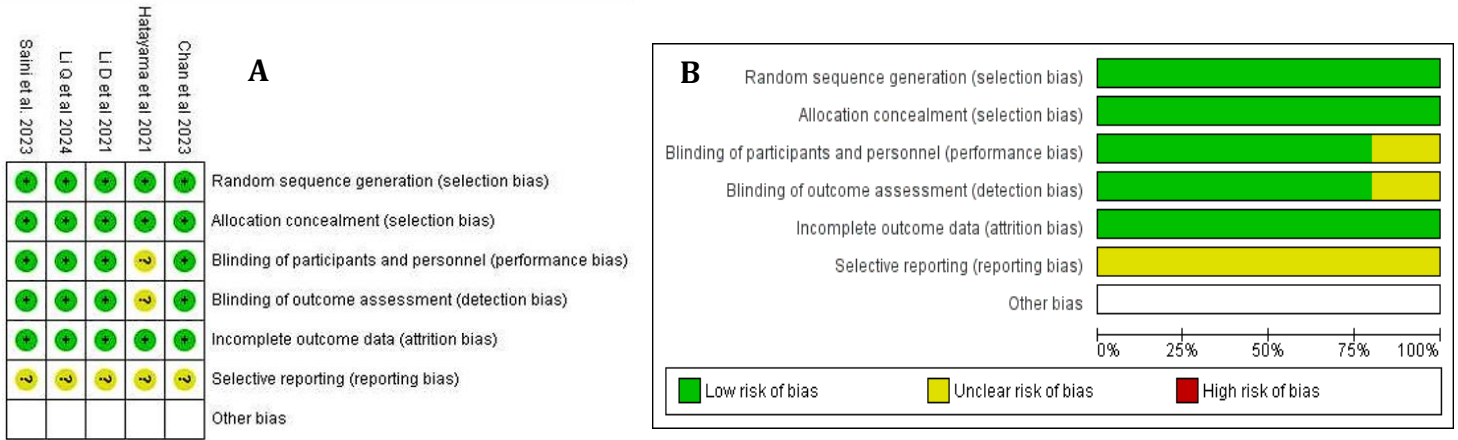 Saini et al. 2023
Li Q et al 2024
Li D et al 2021
Hatayama et al 2021
Chan et al 2023
A
+ + + + + Random sequence generation (selection bias)
+ + + + + Allocation concealment (selection bias)
+ + + ? + Blinding of participants and personnel (performance bias)
+ + + ? + Blinding of outcome assessment (detection bias)
+ + + + + Incomplete outcome data (attrition bias)
? ? ? ? ? Selective reporting (reporting bias)
Other bias
B
Random sequence generation (selection bias)
Allocation concealment (selection bias)
Blinding of participants and personnel (performance bias)
Blinding of outcome assessment (detection bias)
Incomplete outcome data (attrition bias)
Selective reporting (reporting bias)
Other bias
0% 25% 50% 75% 100%
Low risk of bias Unclear risk of bias High risk of bias